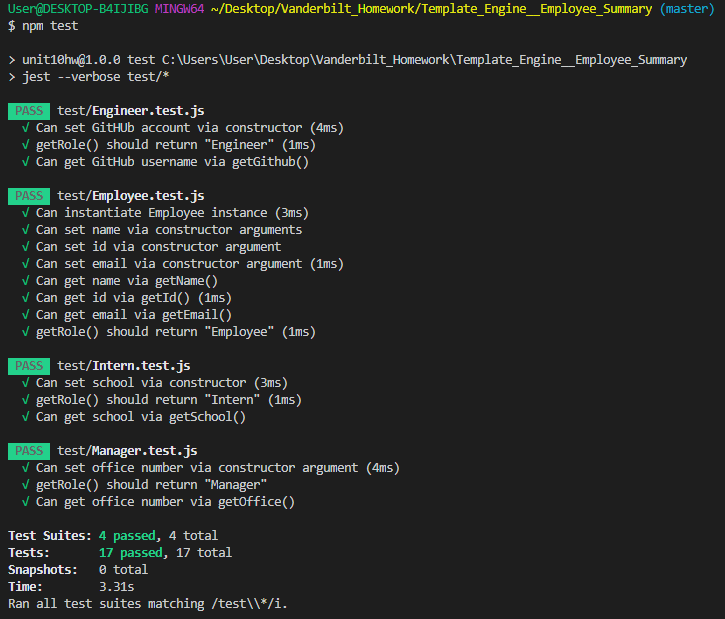 User@DESKTOP-B4IJIBG MINGW64 ~/Desktop/Vanderbilt_Homework/Template_Engine__Employee_Summary (master)
$ npm test
> unit10hw@1.0.0 test C:\Users\User\Desktop\Vanderbilt_Homework\Template_Engine__Employee_Summary
> jest --verbose test/*
PASS test/Engineer.test.js
√ Can set GitHUb account via constructor (4ms)
√ getRole() should return "Engineer" (1ms)
√ Can get GitHub username via getGithub()
PASS test/Employee.test.js
√ Can instantiate Employee instance (3ms)
√ Can set name via constructor arguments
√ Can set id via constructor argument
√ Can set email via constructor argument (1ms)
√ Can get name via getName()
√ Can get id via getId() (1ms)
√ Can get email via getEmail()
√ getRole() should return "Employee" (1ms)
PASS test/Intern.test.js
√ Can set school via constructor (3ms)
√ getRole() should return "Intern" (1ms)
√ Can get school via getSchool()
PASS test/Manager.test.js
√ Can set office number via constructor argument (4ms)
√ getRole() should return "Manager"
√ Can get office number via getOffice()
Test Suites: 4 passed, 4 total
Tests: 17 passed, 17 total
Snapshots: 0 total
Time: 3.31s
Ran all test suites matching /test\\*/i.